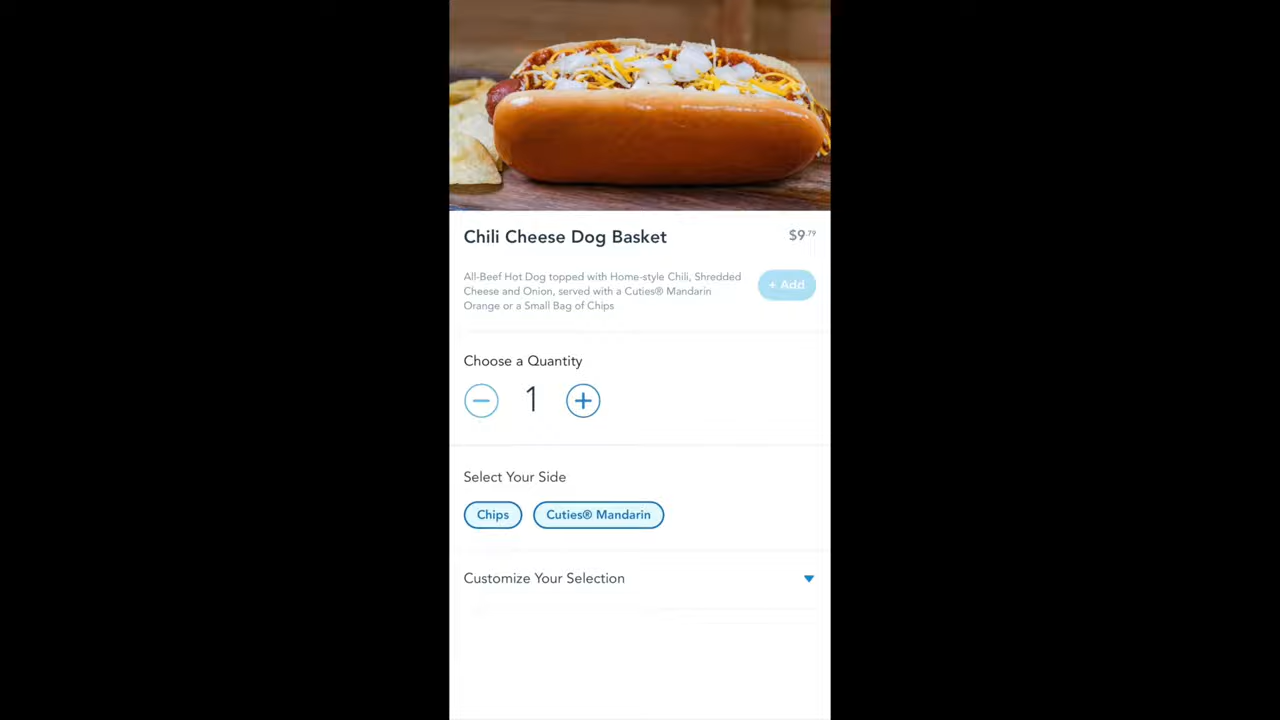 Chili Cheese Dog Basket
$9.79
All-Beef Hot Dog topped with Home-style Chili, Shredded
Cheese and Onion, served with a Cuties® Mandarin
Orange or a Small Bag of Chips
+ Add
Choose a Quantity
1
Select Your Side
Chips
Cuties® Mandarin
Customize Your Selection